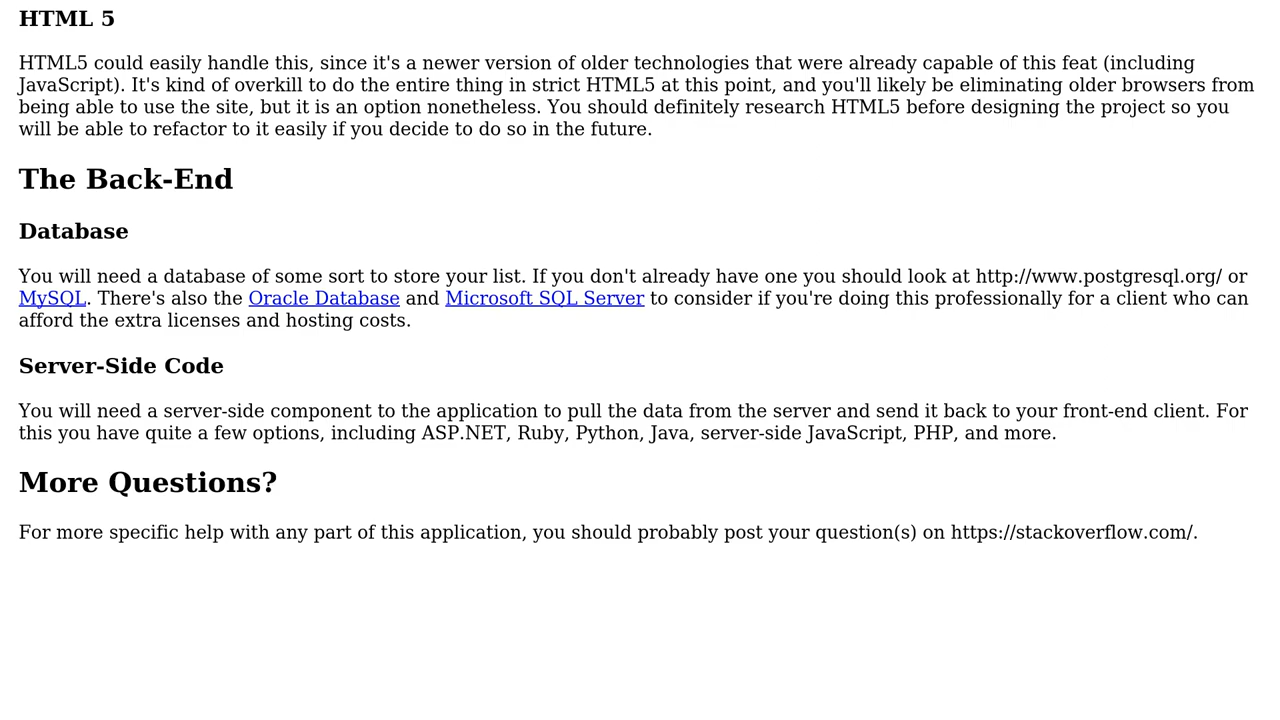 HTML 5
HTML5 could easily handle this, since it's a newer version of older technologies that were already capable of this feat (including
JavaScript). It's kind of overkill to do the entire thing in strict HTML5 at this point, and you'll likely be eliminating older browsers from
being able to use the site, but it is an option nonetheless. You should definitely research HTML5 before designing the project so you
will be able to refactor to it easily if you decide to do so in the future.
The Back-End
Database
You will need a database of some sort to store your list. If you don't already have one you should look at http://www.postgresql.org/ or
MySQL. There's also the Oracle Database and Microsoft SQL Server to consider if you're doing this professionally for a client who can
afford the extra licenses and hosting costs.
Server-Side Code
You will need a server-side component to the application to pull the data from the server and send it back to your front-end client. For
this you have quite a few options, including ASP.NET, Ruby, Python, Java, server-side JavaScript, PHP, and more.
More Questions?
For more specific help with any part of this application, you should probably post your question(s) on https://stackoverflow.com/.